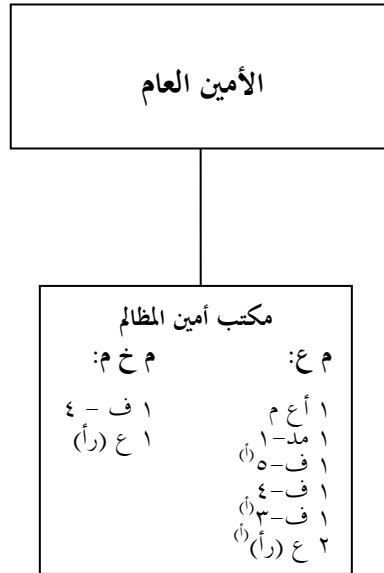 الأمين العام
مكتب أمين المظالم
م ع: م خ م:
١ أ ع م ١ ف – ٤
١ مد–١ ١ ع (رأ)
١ ف–٥(أ)
١ ف–٤
١ ف–٣(أ)
٢ ع (رأ)(أ)